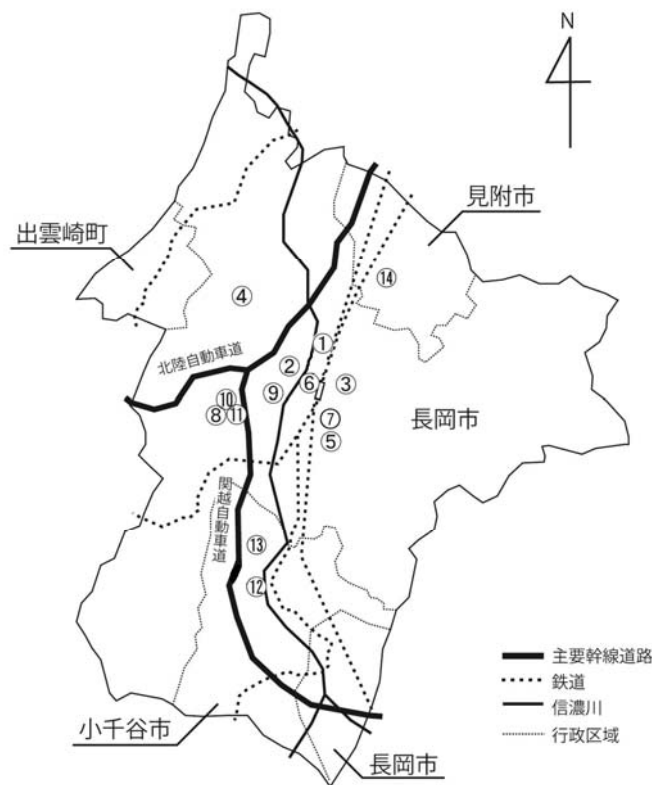 N
見附市
出雲崎町
⑭
④
①
北陸自動車道
②
⑥
③
⑨
⑩
⑧
⑪
⑦
長岡市
⑤
関越自動車道
⑬
⑫
主要幹線道路
鉄道
信濃川
行政区域
小千谷市
長岡市